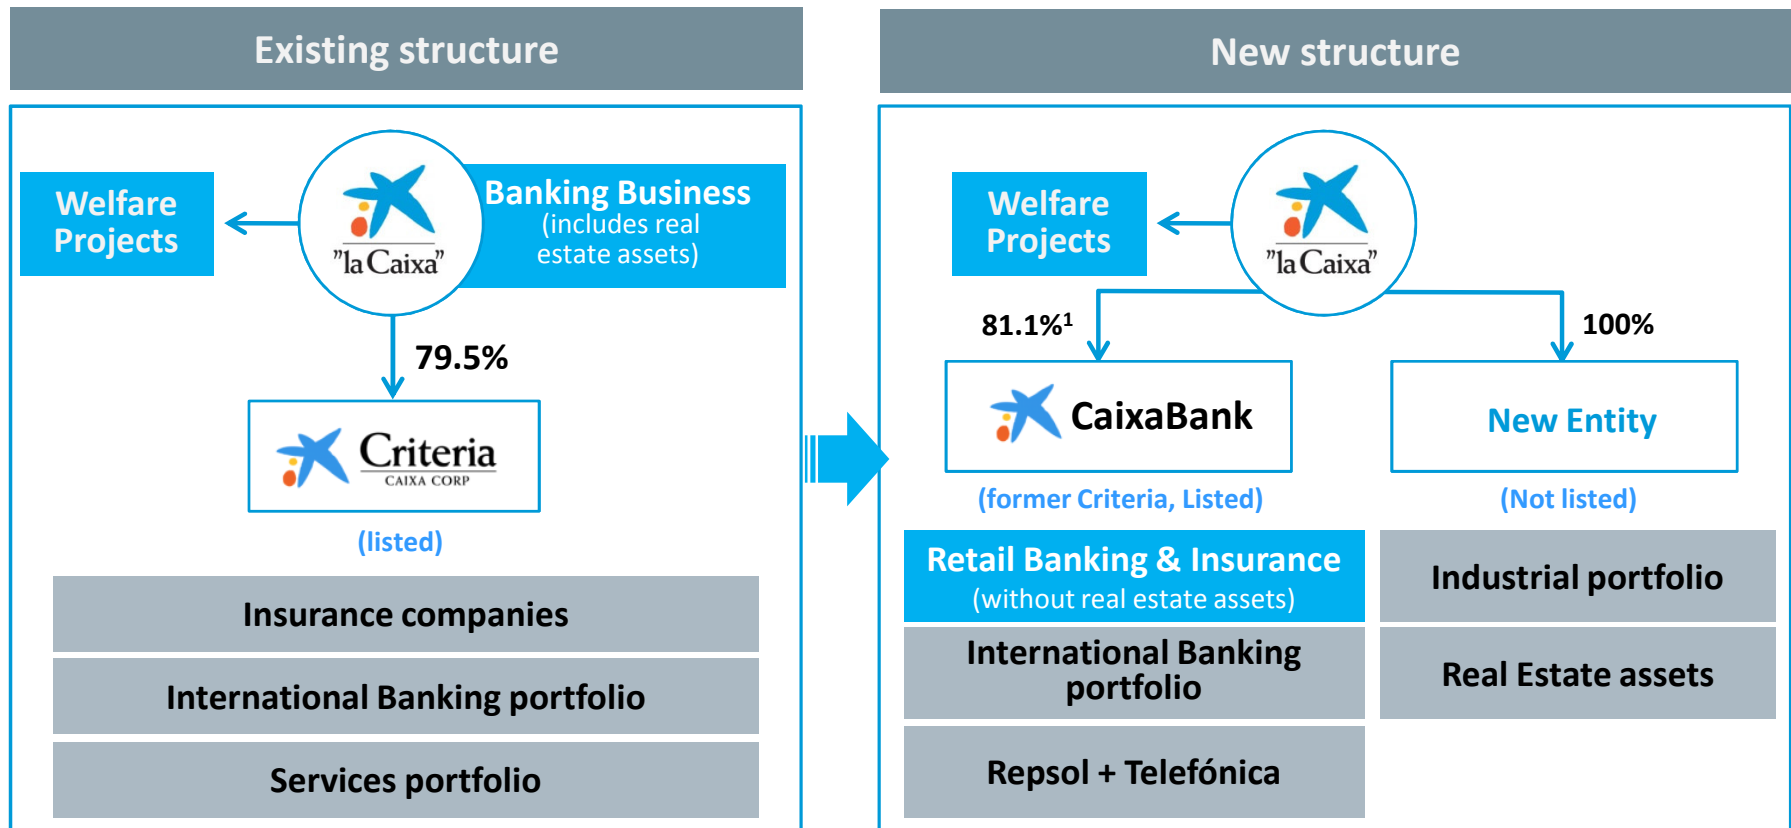 Existing structure
Welfare
Projects
"la Caixa"
Banking Business
(includes real
estate assets)
79.5%
Criteria
CAIXA CORP
(listed)
Insurance companies
International Banking portfolio
Services portfolio
New structure
Welfare
Projects
"la Caixa"
81.1%¹
100%
CaixaBank
New Entity
(former Criteria, Listed)
(Not listed)
Retail Banking & Insurance
(without real estate assets)
Industrial portfolio
International Banking
portfolio
Real Estate assets
Repsol + Telefónica